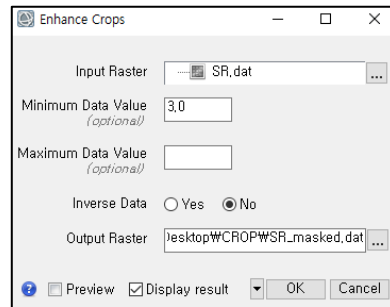 Enhance Crops
Input Raster SR.dat ...
Minimum Data Value 3.0
(optional)
Maximum Data Value
(optional)
Inverse Data Yes No
Output Raster )esktop₩CROP₩SR_masked.dat ...
Preview Display result OK Cancel